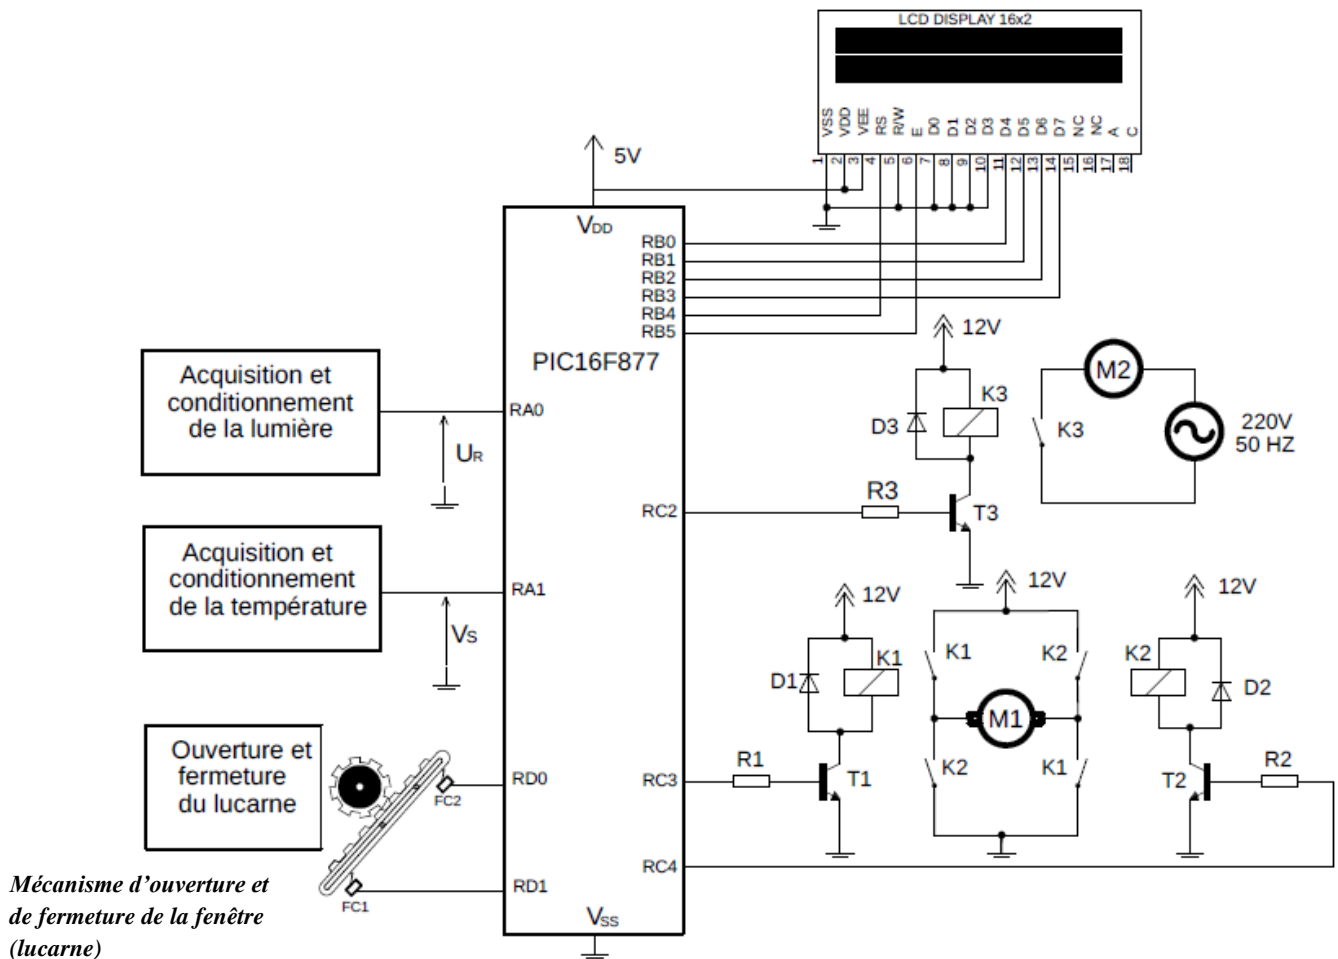 LCD DISPLAY 16x2
VSS VDD VEE RS R/W E D0 D1 D2 D3 D4 D5 D6 D7 NC NC A C
1 2 3 4 5 6 7 8 9 10 11 12 13 14 15 16 17 18
5V
VDD
RB0
RB1
RB2
RB3
RB4
RB5
PIC16F877
12V
K3
D3
M2
K3
220V
50 HZ
Acquisition et
conditionnement
de la lumière
RA0
UR
RC2
R3
T3
Acquisition et
conditionnement
de la température
RA1
VS
12V
K1
D1
R1
T1
12V
K1
K2
M1
K2
K1
12V
K2
D2
T2
R2
Ouverture et
fermeture
du lucarne
FC2
FC1
RD0
RD1
RC3
RC4
VSS
Mécanisme d'ouverture et
de fermeture de la fenêtre
(lucarne)